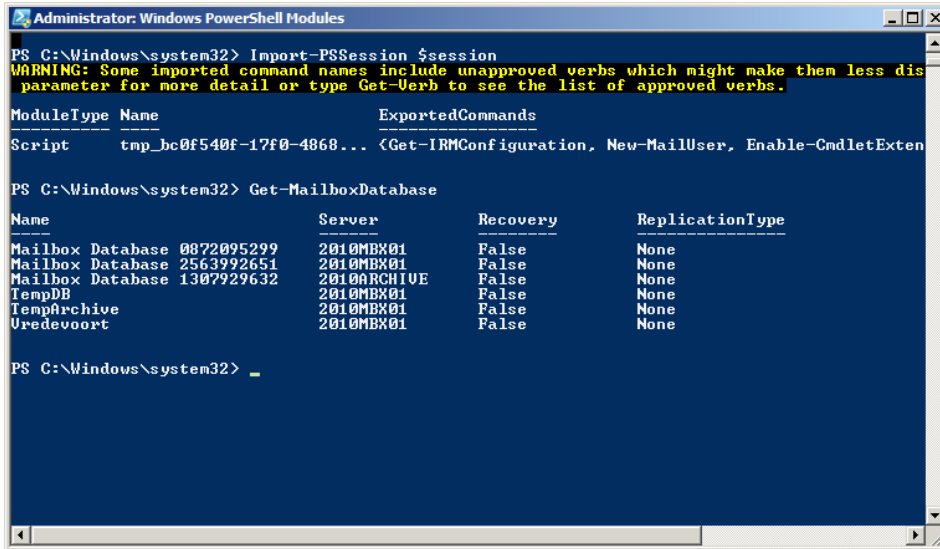 Administrator: Windows PowerShell Modules
PS C:\Windows\system32> Import-PSSession $session
WARNING: Some imported command names include unapproved verbs which might make them less dis
parameter for more detail or type Get-Verb to see the list of approved verbs.
ModuleType Name ExportedCommands
---------- ---- ----------------
Script tmp_bc0f540f-17f0-4868... {Get-IRMConfiguration, New-MailUser, Enable-CmdletExten
PS C:\Windows\system32> Get-MailboxDatabase
Name Server Recovery ReplicationType
---- ------ -------- ---------------
Mailbox Database 0872095299 2010MBX01 False None
Mailbox Database 2563992651 2010MBX01 False None
Mailbox Database 1307929632 2010ARCHIVE False None
TempDB 2010MBX01 False None
TempArchive 2010MBX01 False None
Vredevoort 2010MBX01 False None
PS C:\Windows\system32> _